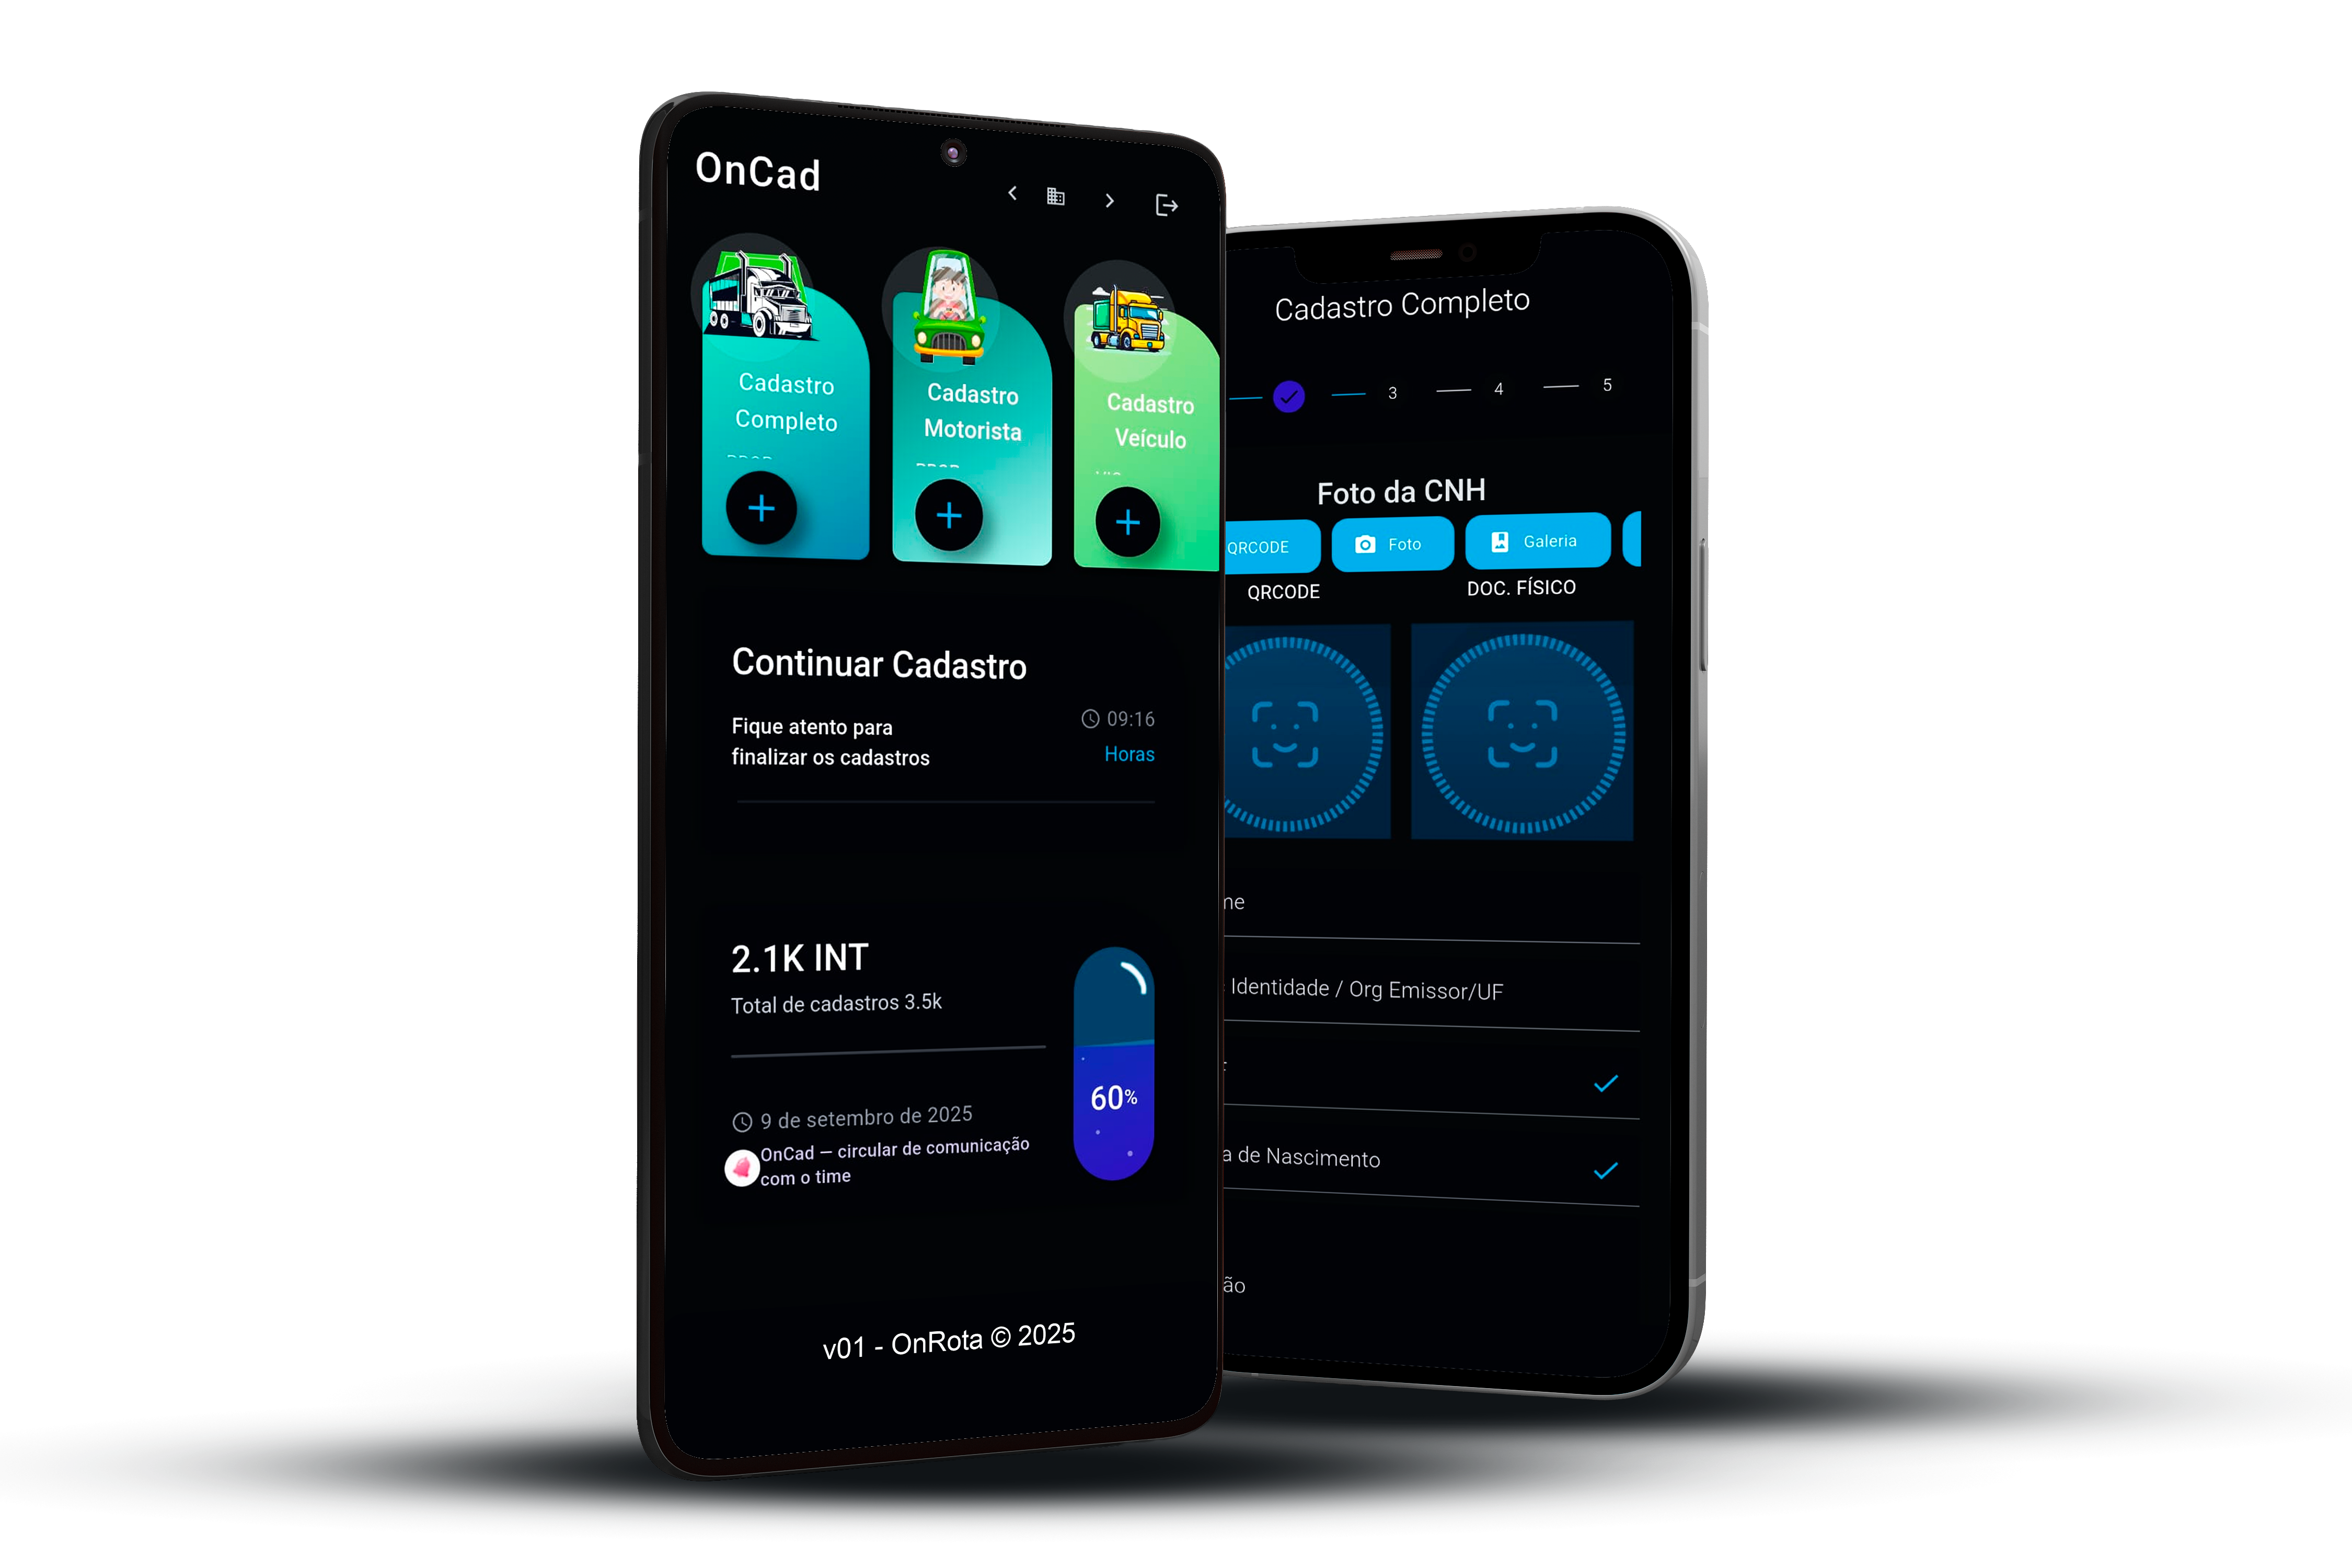 OnCad
Cadastro
Completo
Cadastro
Motorista
Cadastro
Veículo
Continuar Cadastro
Fique atento para
finalizar os cadastros
09:16
Horas
2.1K INT
Total de cadastros 3.5k
60%
9 de setembro de 2025
OnCad — circular de comunicação
com o time
v01 - OnRota © 2025
Cadastro Completo
3 4 5
Foto da CNH
QRCODE Foto Galeria
QRCODE DOC. FÍSICO
Identidade / Org Emissor/UF
de Nascimento